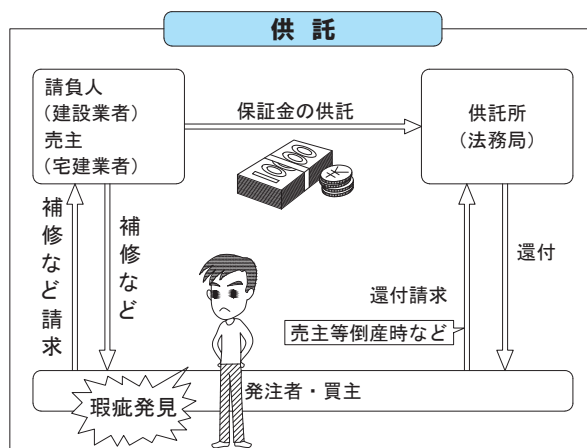 供託
請負人
（建設業者）
売主
（宅建業者）
保証金の供託
供託所
（法務局）
補修など請求
補修など
還付請求
売主等倒産時など
還付
瑕疵発見
発注者・買主